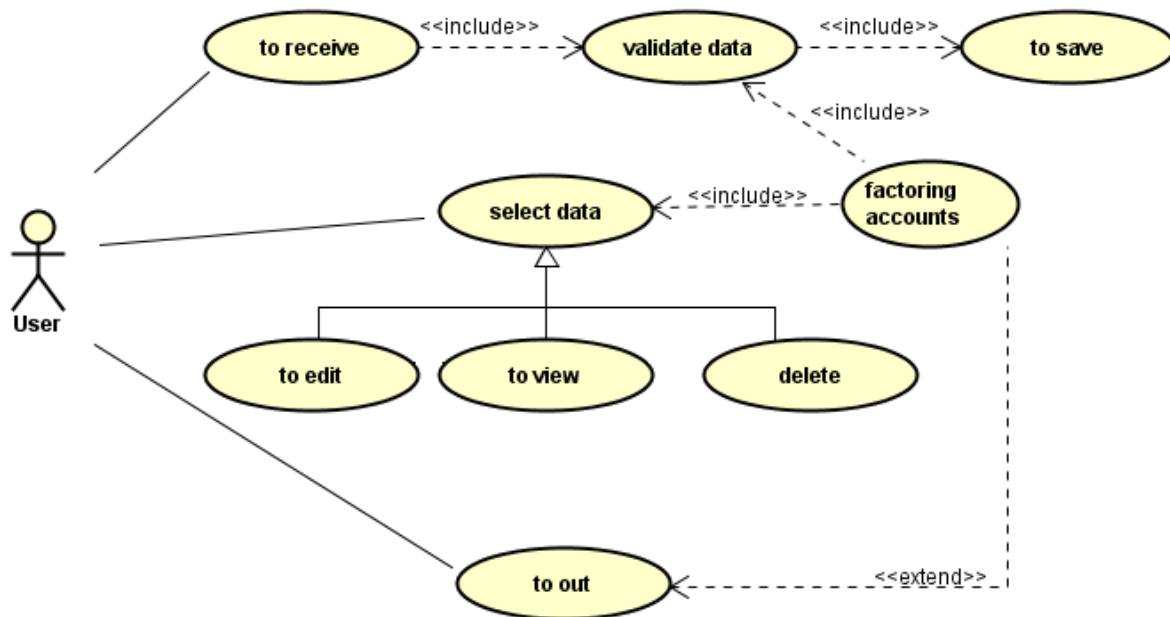 to receive
<<include>>
validate data
<<include>>
to save
<<include>>
select data
<<include>>
factoring
accounts
User
to edit
to view
delete
to out
<<extend>>